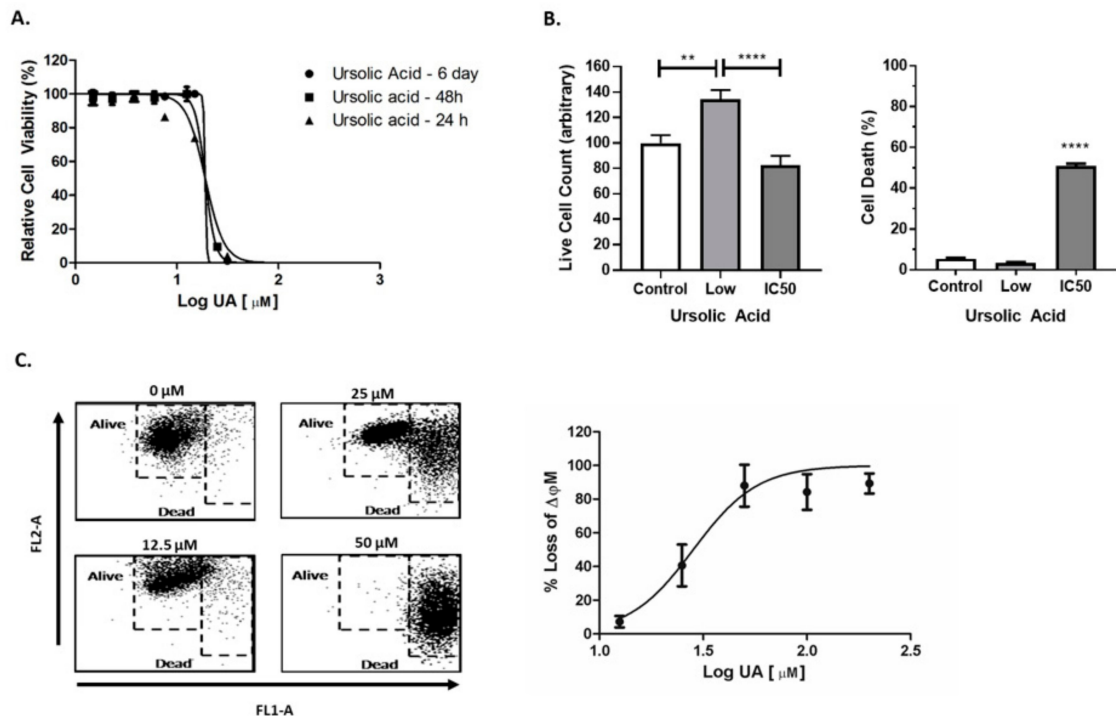 A.
120
100
80
60
40
20
0
0
1
2
3
Relative Cell
Viability (%)
Log UA [ μM]
Ursolic Acid - 6 day
Ursolic acid - 48h
Ursolic acid - 24 h
B.
160
140
120
100
80
60
40
20
0
Live Cell Count (arbitrary)
**
****
Control
Low
IC50
Ursolic Acid
100
80
60
40
20
0
Cell Death (%)
****
Control
Low
IC50
Ursolic Acid
C.
FL2-A
0 μM
Alive
Dead
25 μM
Alive
Dead
12.5 μM
Alive
Dead
50 μM
Alive
Dead
FL1-A
120
100
80
60
40
20
0
% Loss of ΔφM
1.0
1.5
2.0
2.5
Log UA [ μM]